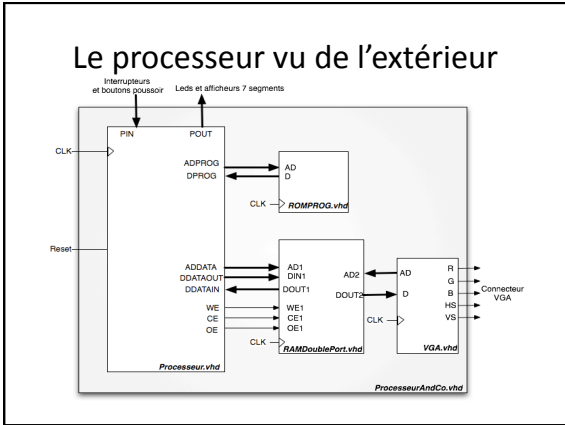 Le processeur vu de l’extérieur
Interrupteurs
et boutons poussoir
Leds et afficheurs 7 segments
PIN
POUT
CLK
ADPROG
DPROG
AD
D
CLK
ROMPROG.vhd
Reset
ADDATA
DDATAOUT
DDATAIN
WE
CE
OE
Processeur.vhd
AD1
DIN1
DOUT1
WE1
CE1
OE1
AD2
DOUT2
CLK
RAMDoublePort.vhd
AD
D
CLK
R
G
B
HS
VS
VGA.vhd
Connecteur
VGA
ProcesseurAndCo.vhd